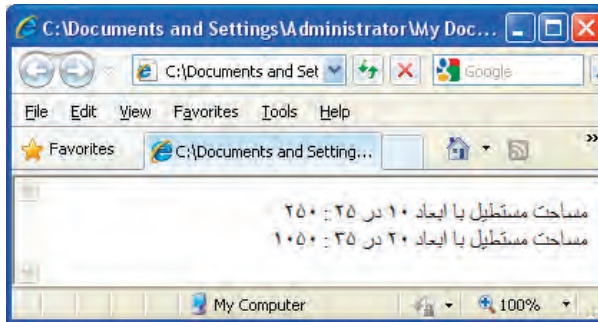 C:\Documents and Settings\Administrator\My Doc...
C:\Documents and Set
Google
File Edit View Favorites Tools Help
Favorites
C:\Documents and Setting...
مساحت مستطیل با ابعاد ۱۰ در ۲۵ : ۲۵۰
مساحت مستطیل با ابعاد ۲۰ در ۳۵ : ۱۰۵۰
My Computer
100%